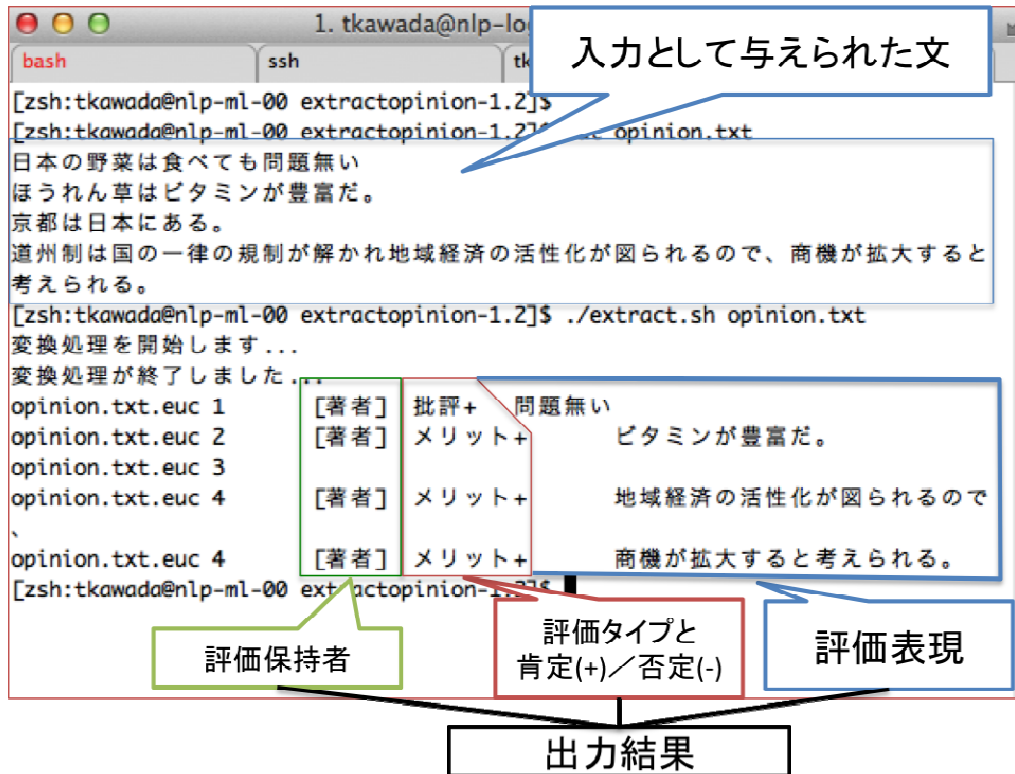 1. tkawada@nlp-lo
bash ssh tk
入力として与えられた文
[zsh:tkawada@nlp-ml-00 extractopinion-1.2]$
[zsh:tkawada@nlp-ml-00 extractopinion-1.2]$ opinion.txt
日本の野菜は食べても問題無い
ほうれん草はビタミンが豊富だ。
京都は日本にある。
道州制は国の一律の規制が解かれ地域経済の活性化が図られるので、商機が拡大すると
考えられる。
[zsh:tkawada@nlp-ml-00 extractopinion-1.2]$ ./extract.sh opinion.txt
変換処理を開始します...
変換処理が終了しました...
opinion.txt.euc 1 [著者] 批評+ 問題無い
opinion.txt.euc 2 [著者] メリット+ ビタミンが豊富だ。
opinion.txt.euc 3
opinion.txt.euc 4 [著者] メリット+ 地域経済の活性化が図られるので
、
opinion.txt.euc 4 [著者] メリット+ 商機が拡大すると考えられる。
[zsh:tkawada@nlp-ml-00 extractopinion-1.2]$
評価保持者
評価タイプと
肯定(+)／否定(-)
評価表現
出力結果